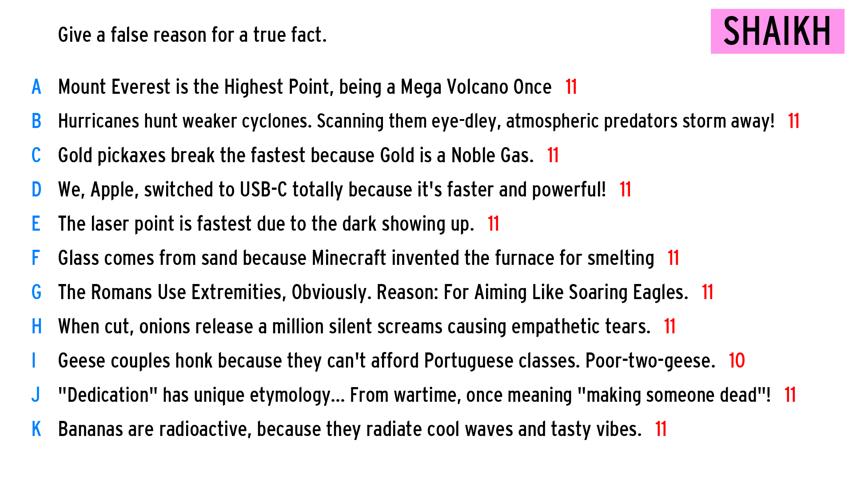 Give a false reason for a true fact.
SHAIKH
A Mount Everest is the Highest Point, being a Mega Volcano Once 11
B Hurricanes hunt weaker cyclones. Scanning them eye-dley, atmospheric predators storm away! 11
C Gold pickaxes break the fastest because Gold is a Noble Gas. 11
D We, Apple, switched to USB-C totally because it's faster and powerful! 11
E The laser point is fastest due to the dark showing up. 11
F Glass comes from sand because Minecraft invented the furnace for smelting 11
G The Romans Use Extremities, Obviously. Reason: For Aiming Like Soaring Eagles. 11
H When cut, onions release a million silent screams causing empathetic tears. 11
I Geese couples honk because they can't afford Portuguese classes. Poor-two-geese. 10
J "Dedication" has unique etymology... From wartime, once meaning "making someone dead"! 11
K Bananas are radioactive, because they radiate cool waves and tasty vibes. 11